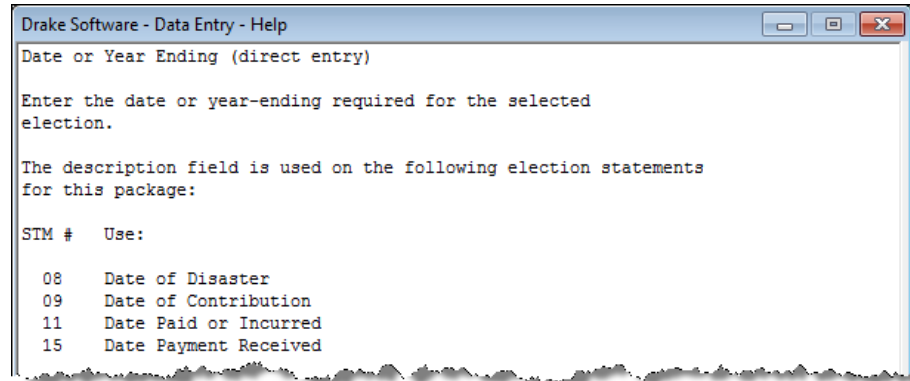 Drake Software - Data Entry - Help
Date or Year Ending (direct entry)
Enter the date or year-ending required for the selected
election.
The description field is used on the following election statements
for this package:
STM # Use:
08 Date of Disaster
09 Date of Contribution
11 Date Paid or Incurred
15 Date Payment Received